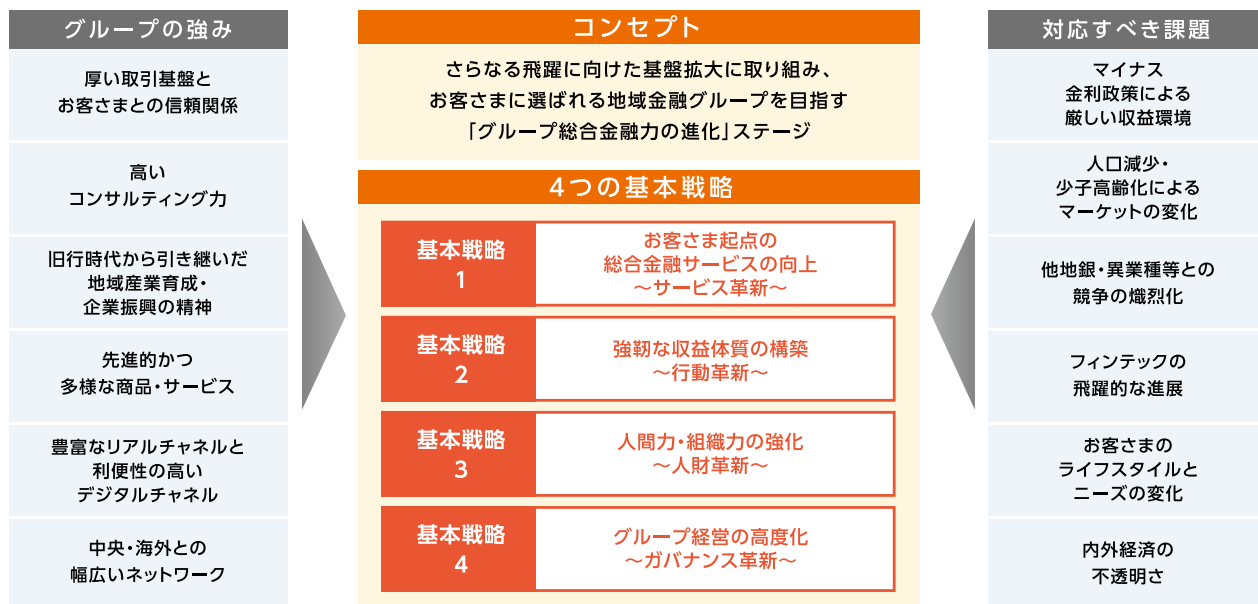 グループの強み
厚い取引基盤と
お客さまとの信頼関係
高い
コンサルティング力
旧行時代から引き継いだ
地域産業育成・
企業振興の精神
先進的かつ
多様な商品・サービス
豊富なリアルチャネルと
利便性の高い
デジタルチャネル
中央・海外との
幅広いネットワーク
コンセプト
さらなる飛躍に向けた基盤拡大に取り組み、
お客さまに選ばれる地域金融グループを目指す
「グループ総合金融力の進化」ステージ
4つの基本戦略
基本戦略
1
お客さま起点の
総合金融サービスの向上
～サービス革新～
基本戦略
2
強靭な収益体質の構築
～行動革新～
基本戦略
3
人間力・組織力の強化
～人財革新～
基本戦略
4
グループ経営の高度化
～ガバナンス革新～
対応すべき課題
マイナス
金利政策による
厳しい収益環境
人口減少・
少子高齢化による
マーケットの変化
他地銀・異業種等との
競争の熾烈化
フィンテックの
飛躍的な進展
お客さまの
ライフスタイルと
ニーズの変化
内外経済の
不透明さ